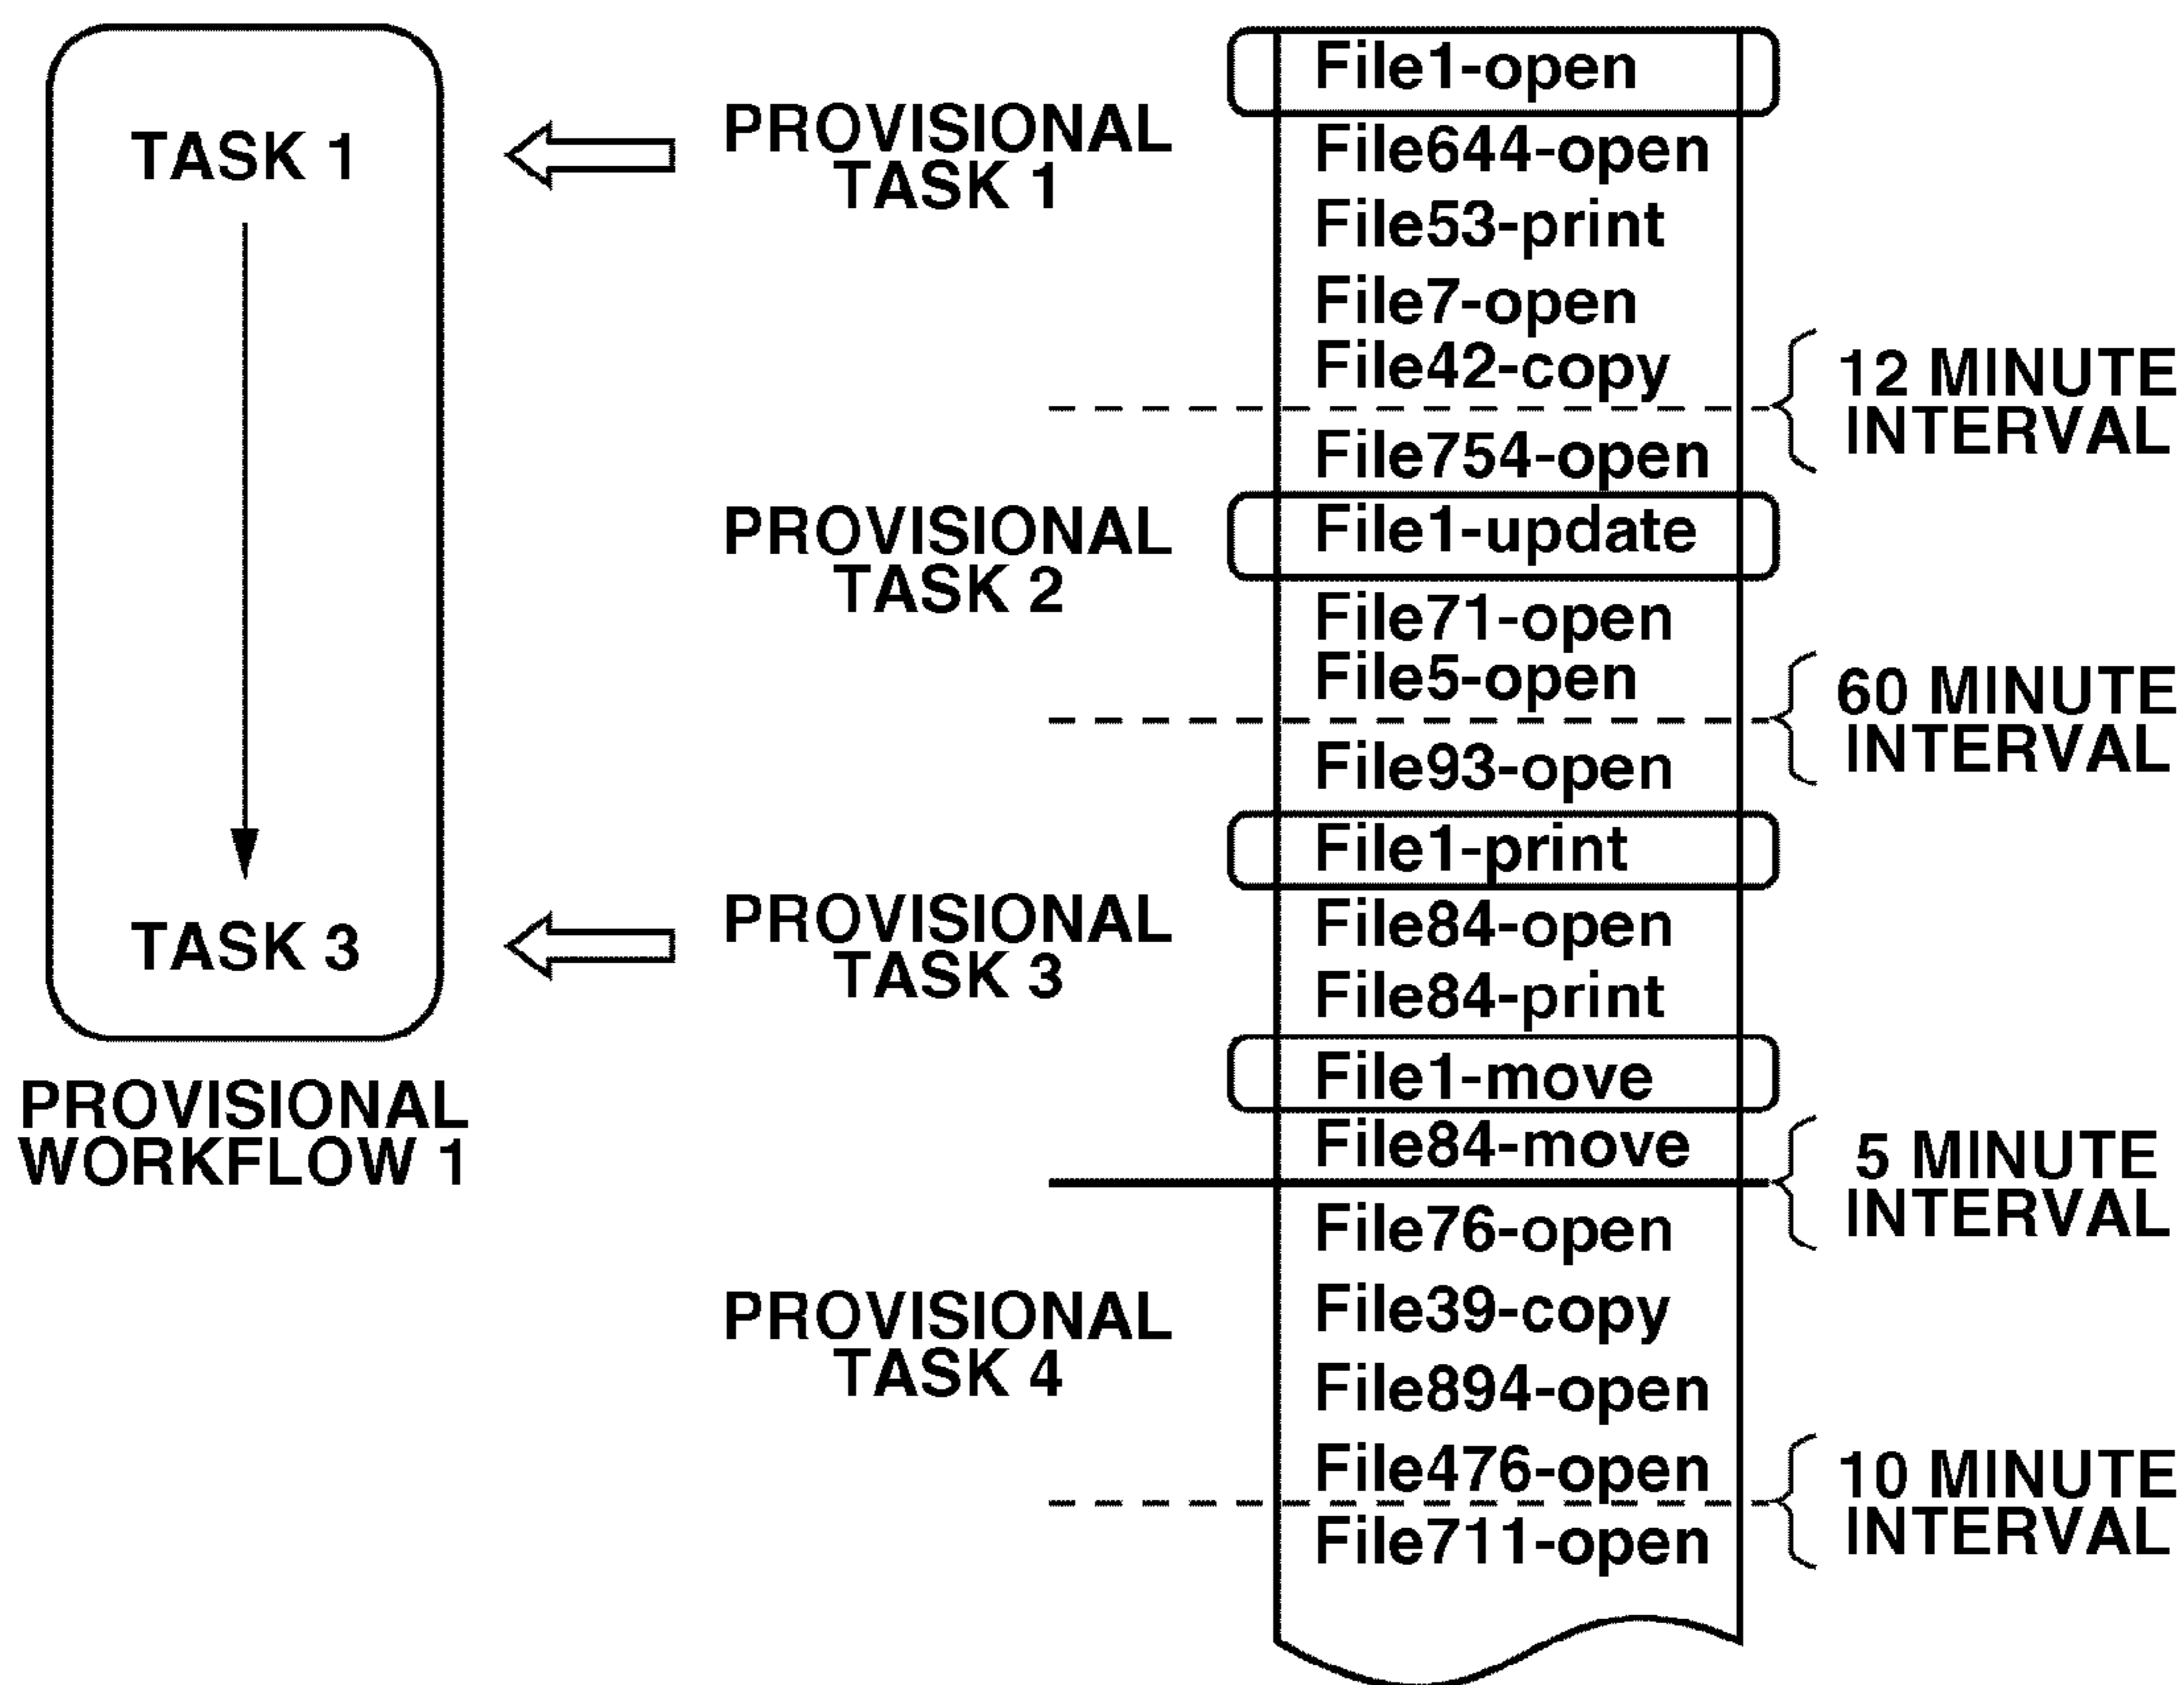 TASK 1
TASK 3
PROVISIONAL
WORKFLOW 1
PROVISIONAL
TASK 1
PROVISIONAL
TASK 2
PROVISIONAL
TASK 3
PROVISIONAL
TASK 4
File1-open
File644-open
File53-print
File7-open
File42-copy
File754-open
File1-update
File71-open
File5-open
File93-open
File1-print
File84-open
File84-print
File1-move
File84-move
File76-open
File39-copy
File894-open
File476-open
File711-open
12 MINUTE
INTERVAL
60 MINUTE
INTERVAL
5 MINUTE
INTERVAL
10 MINUTE
INTERVAL